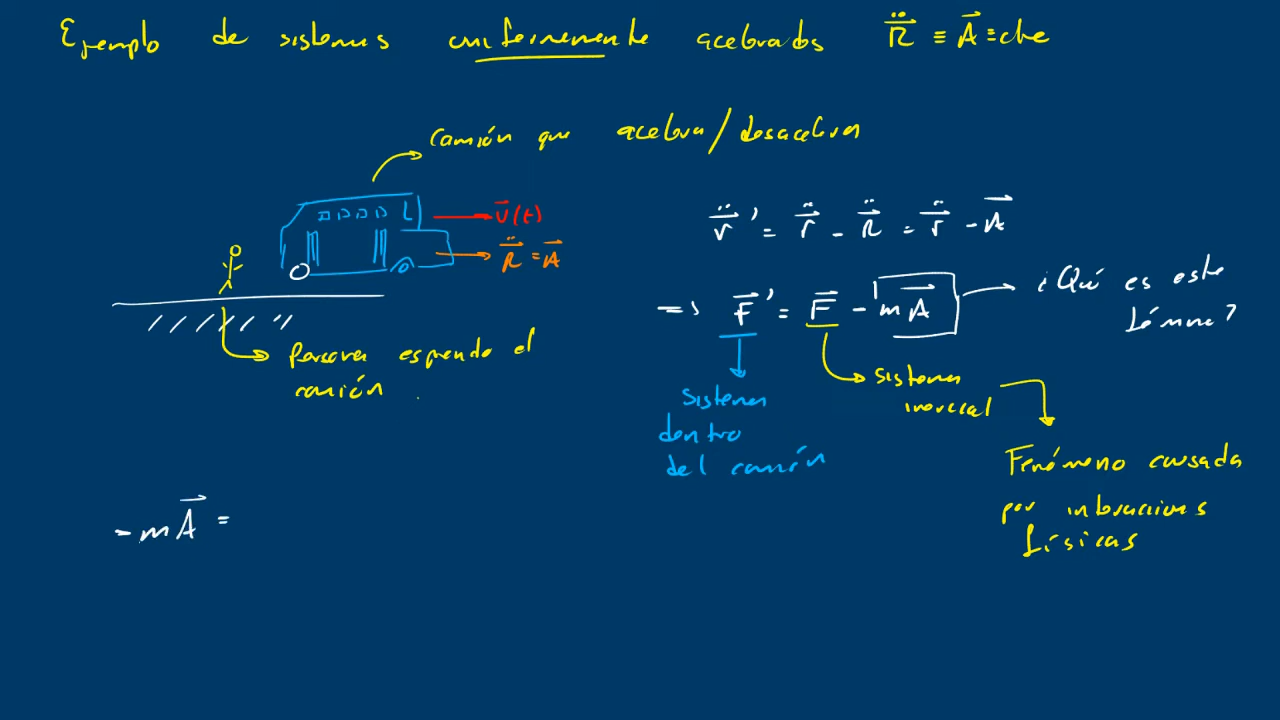 Ejemplo de sistemas uniformemente acelerados R̈ ≡ A⃗ ≡ cte
Camión que acelera/desacelera
v⃗(t)
R̈ = A⃗
r̈' = r̈ - R̈ = r̈ - A⃗
=> F⃗' = F⃗ - mA⃗
¿Qué es este
término?
Persona esperando el
camión
Sistema
dentro
del camión
Sistema
inercial
Fenómeno causada
por interacciones
físicas
-mA⃗ =